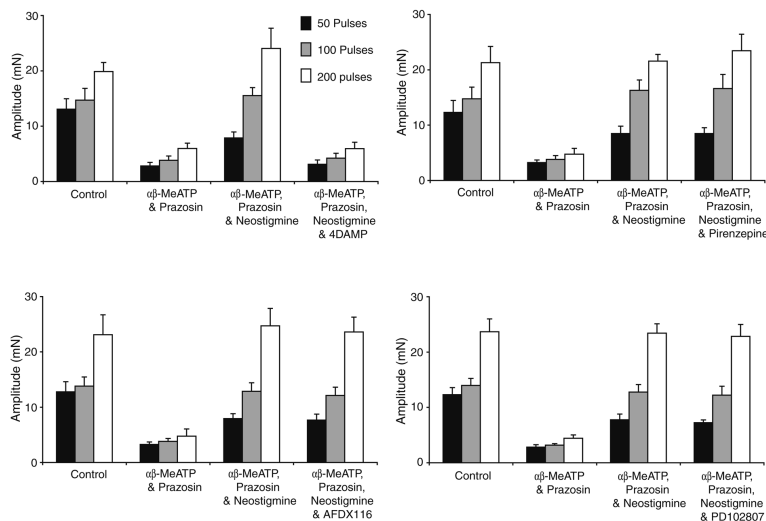 30
20
10
0
Amplitude (mN)
50 Pulses
100 Pulses
200 pulses
Control
αβ-MeATP
& Prazosin
αβ-MeATP,
Prazosin
& Neostigmine
αβ-MeATP,
Prazosin,
Neostigmine
& 4DAMP
30
20
10
0
Amplitude (mN)
Control
αβ-MeATP
& Prazosin
αβ-MeATP,
Prazosin
& Neostigmine
αβ-MeATP,
Prazosin,
Neostigmine
& Pirenzepine
30
20
10
0
Amplitude (mN)
Control
αβ-MeATP
& Prazosin
αβ-MeATP,
Prazosin
& Neostigmine
αβ-MeATP,
Prazosin,
Neostigmine
& AFDX116
30
20
10
0
Amplitude (mN)
Control
αβ-MeATP
& Prazosin
αβ-MeATP,
Prazosin
& Neostigmine
αβ-MeATP,
Prazosin,
Neostigmine
& PD102807